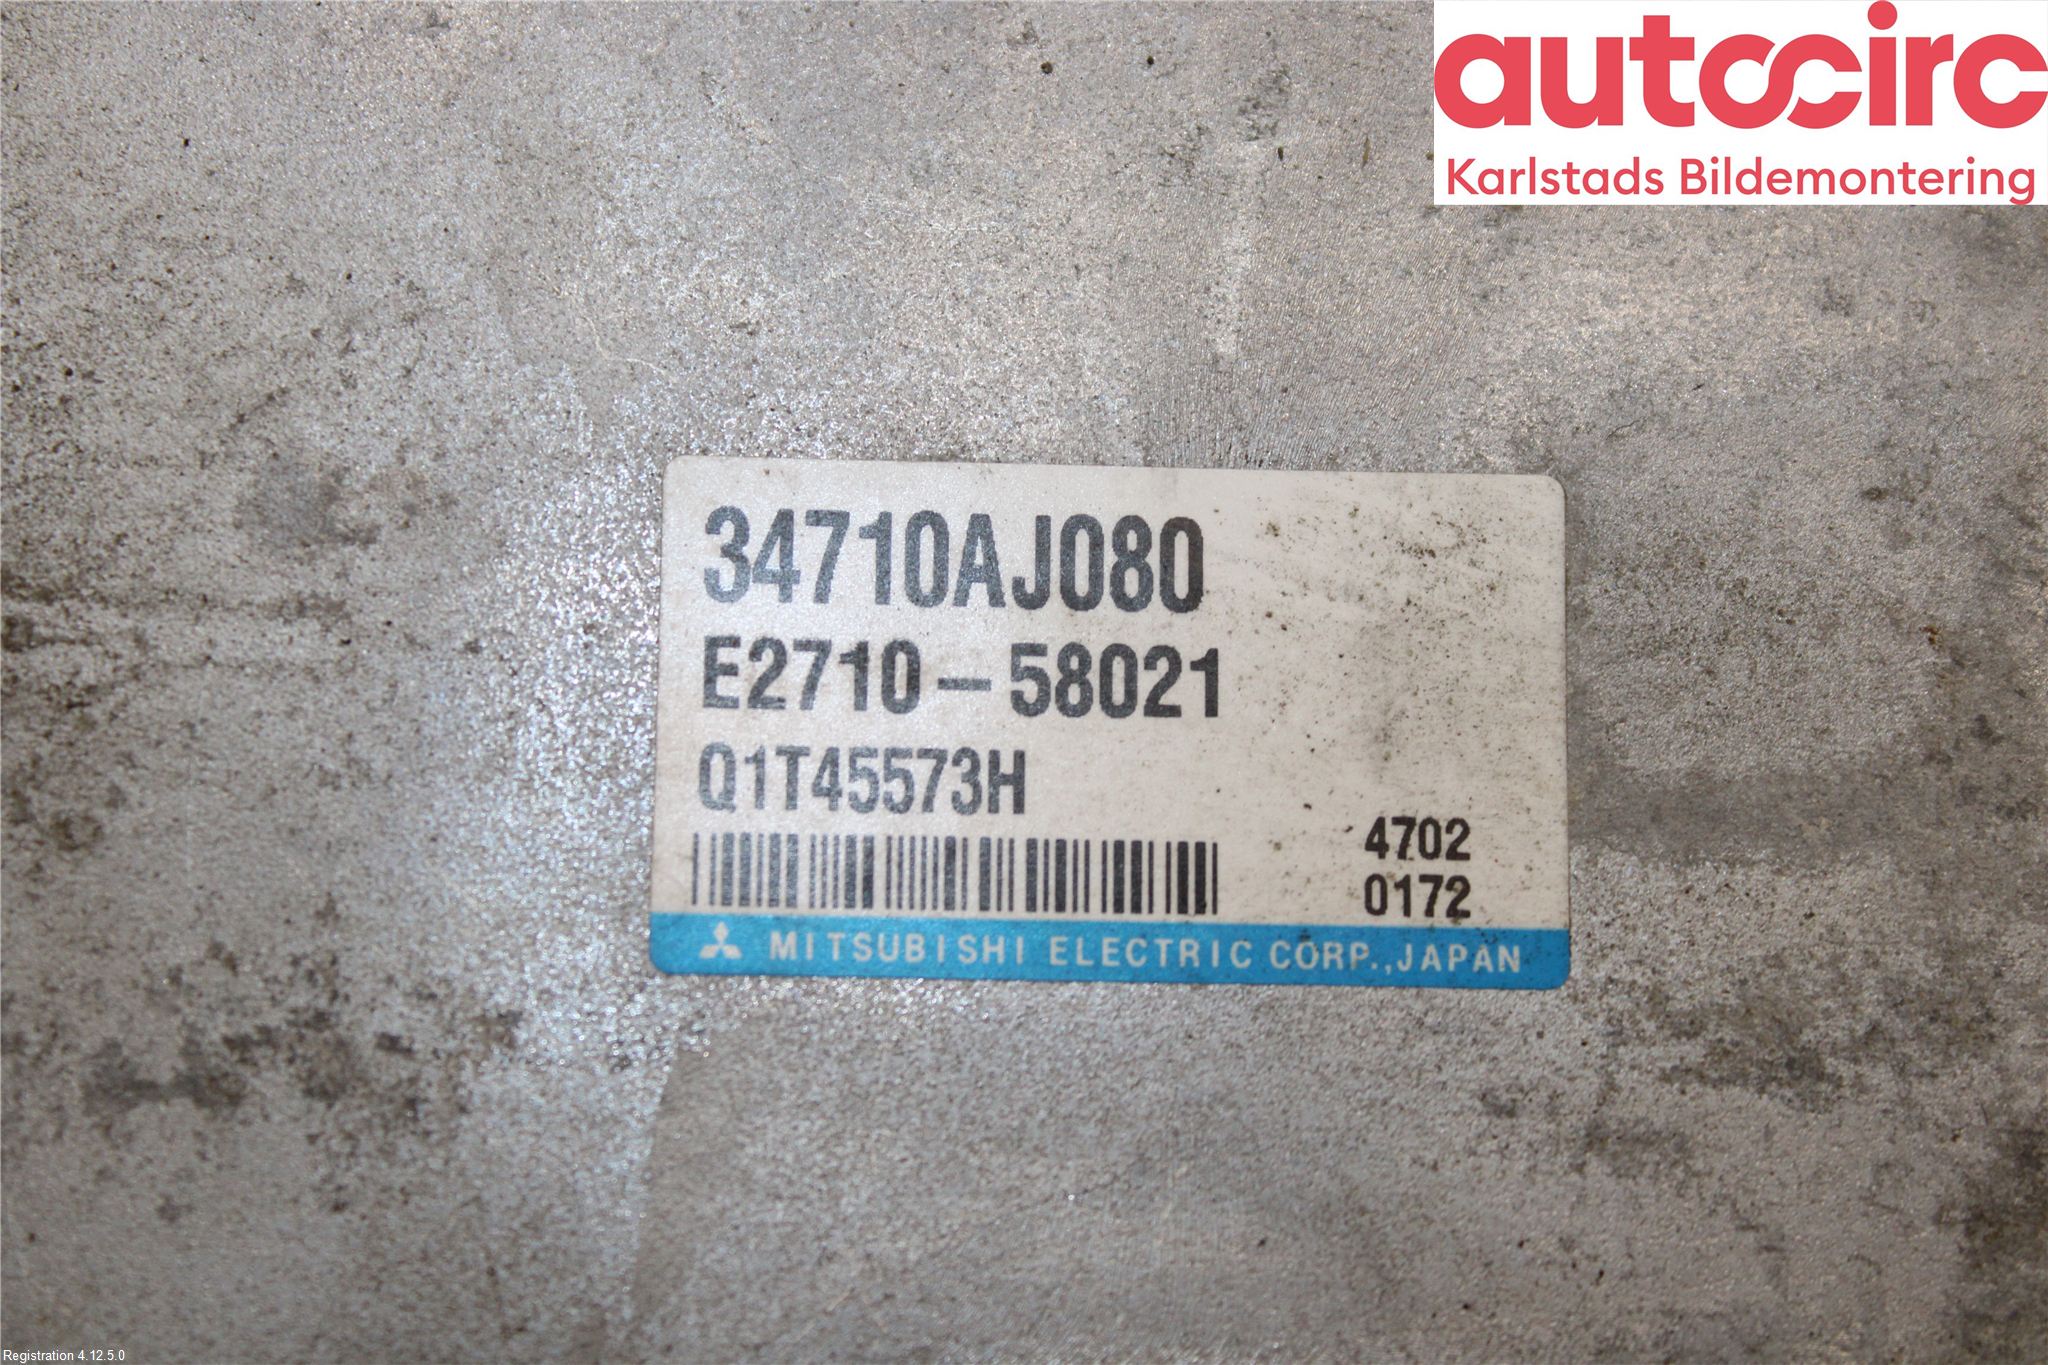 autocirc
Karlstads Bildemontering
34710AJ080
E2710-58021
Q1T45573H
4702
0172
MITSUBISHI ELECTRIC CORP., JAPAN
Registration 4.12.5.0